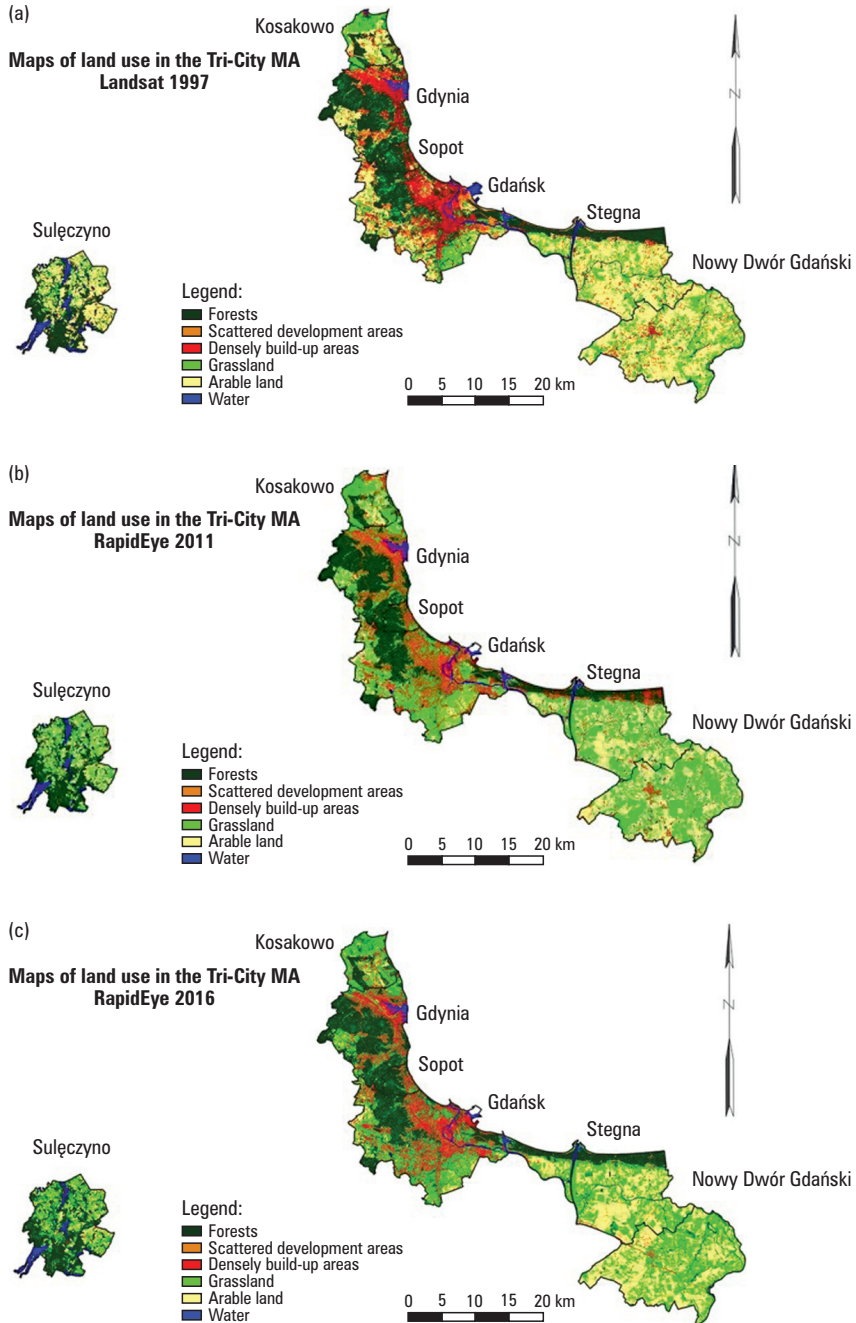 (a)
Maps of land use in the Tri-City MA
Landsat 1997
Kosakowo
Gdynia
Sopot
Gdańsk
Stegna
Nowy Dwór Gdański
Sulęczyno
N
Legend:
Forests
Scattered development areas
Densely build-up areas
Grassland
Arable land
Water
0 5 10 15 20 km
(b)
Maps of land use in the Tri-City MA
RapidEye 2011
Kosakowo
Gdynia
Sopot
Gdańsk
Stegna
Nowy Dwór Gdański
Sulęczyno
N
Legend:
Forests
Scattered development areas
Densely build-up areas
Grassland
Arable land
Water
0 5 10 15 20 km
(c)
Maps of land use in the Tri-City MA
RapidEye 2016
Kosakowo
Gdynia
Sopot
Gdańsk
Stegna
Nowy Dwór Gdański
Sulęczyno
N
Legend:
Forests
Scattered development areas
Densely build-up areas
Grassland
Arable land
Water
0 5 10 15 20 km